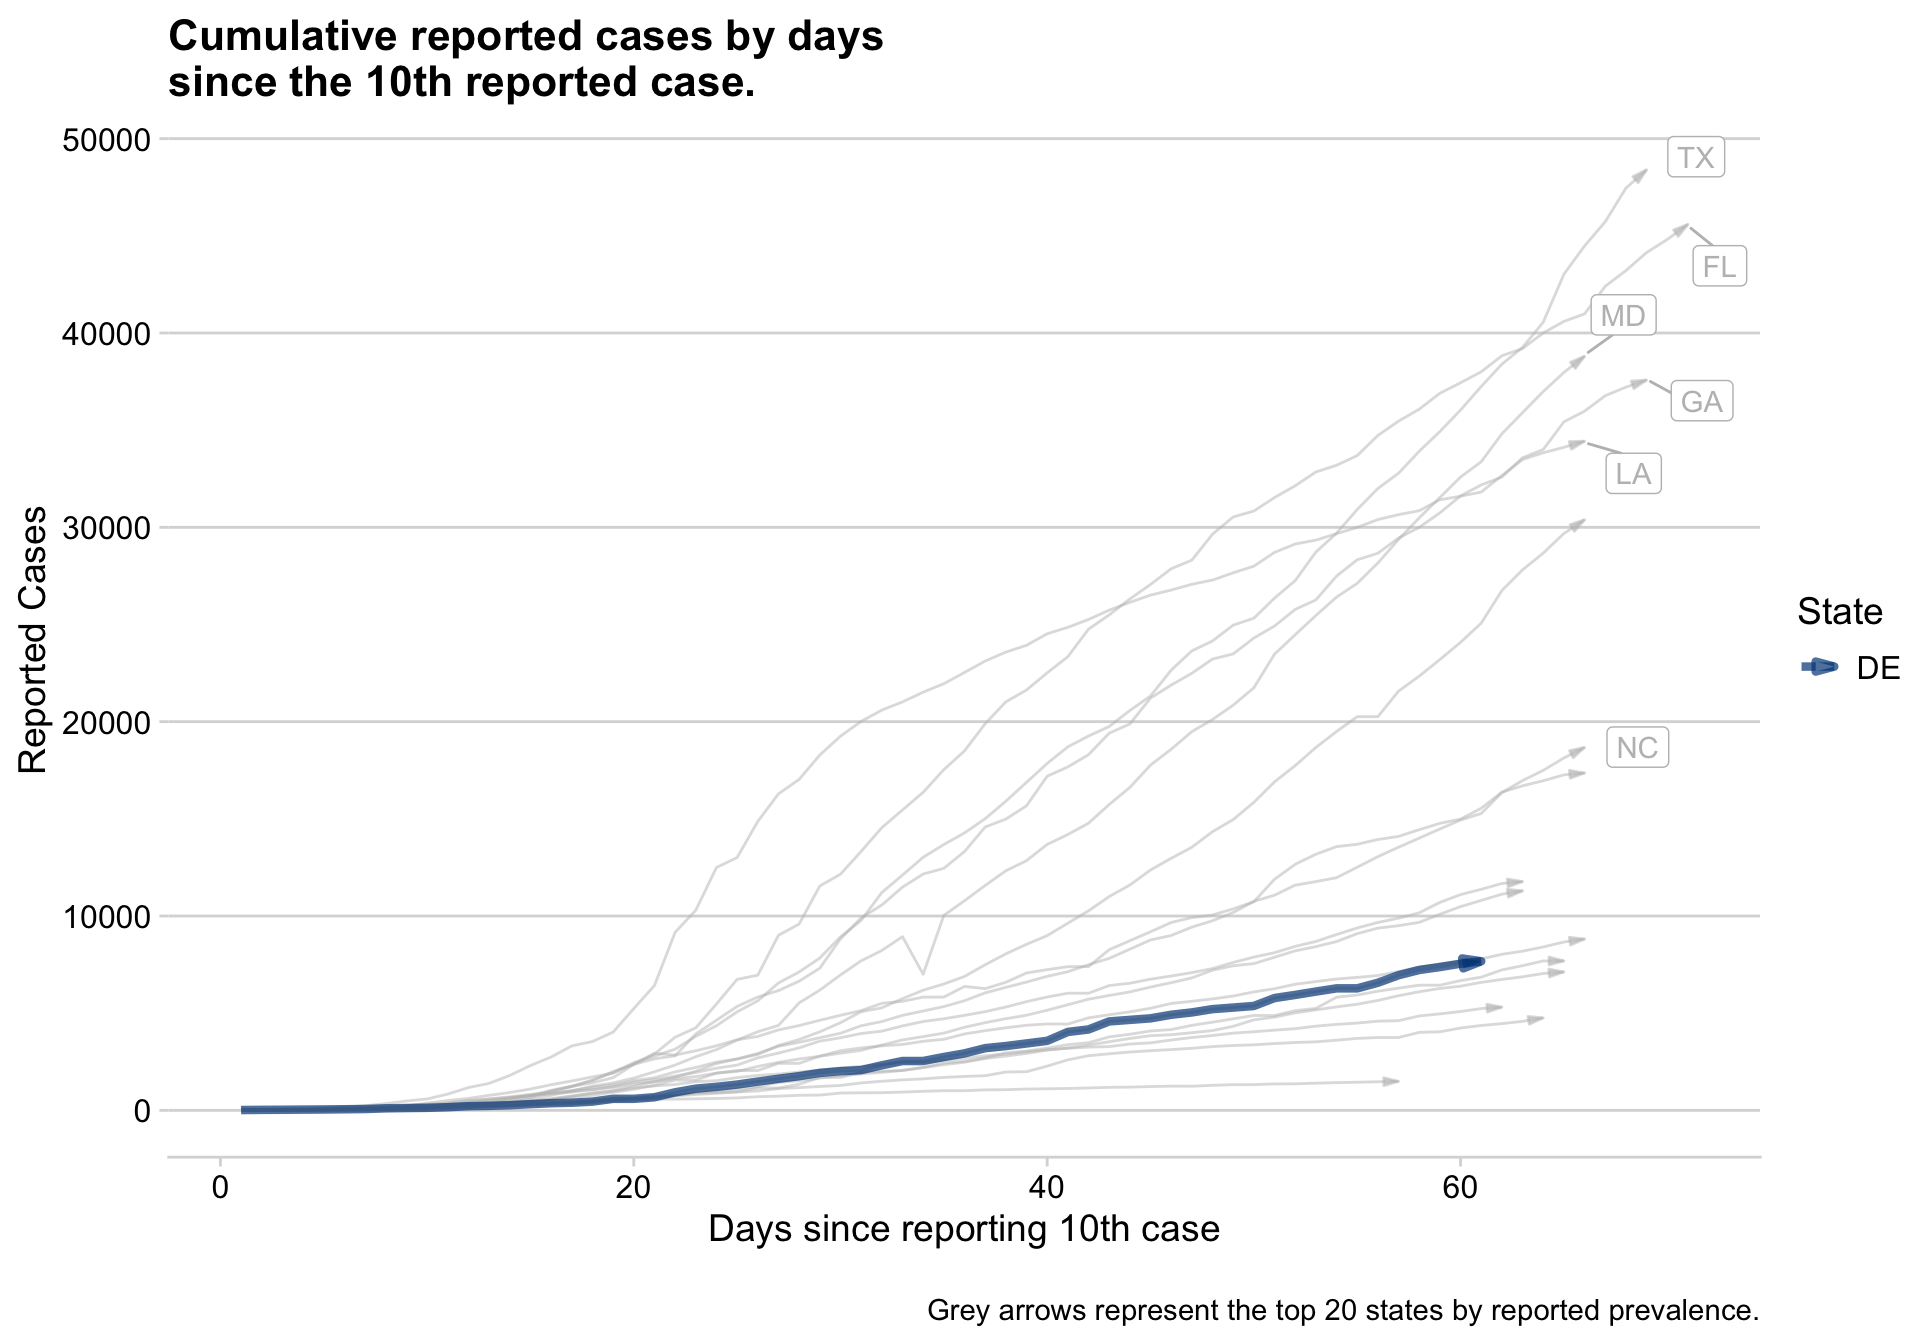 Cumulative reported cases by days
since the 10th reported case.
50000
40000
30000
20000
10000
0
Reported Cases
TX
FL
MD
GA
LA
NC
State
DE
0 20 40 60
Days since reporting 10th case
Grey arrows represent the top 20 states by reported prevalence.